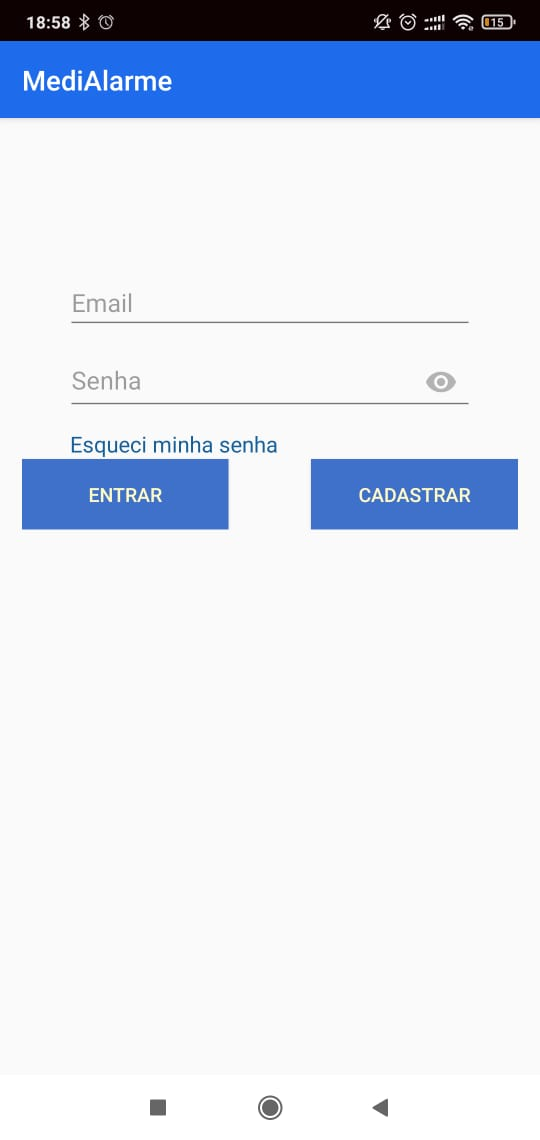 18:58 15
MediAlarme
Email
Senha
Esqueci minha senha
ENTRAR CADASTRAR